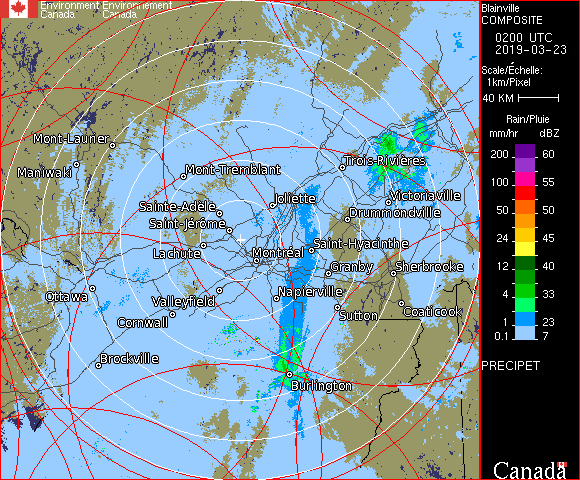 Environment Environnement
Canada Canada
Blainville
COMPOSITE
0200 UTC
2019-03-23
Scale/Échelle:
1km/Pixel
40 KM
Rain/Pluie
mm/hr dBZ
200 60
100 55
50 50
24 45
12 40
4 33
1 23
0.1 7
PRECIPET
Canada
Mont-Laurier
Maniwaki
Mont-Tremblant
Trois-Rivières
Joliette
Victoriaville
Sainte-Adèle
Drummondville
Saint-Jérôme
Saint-Hyacinthe
Lachute
Montréal
Granby
Sherbrooke
Ottawa
Napierville
Valleyfield
Sutton
Coaticook
Cornwall
Brockville
Burlington